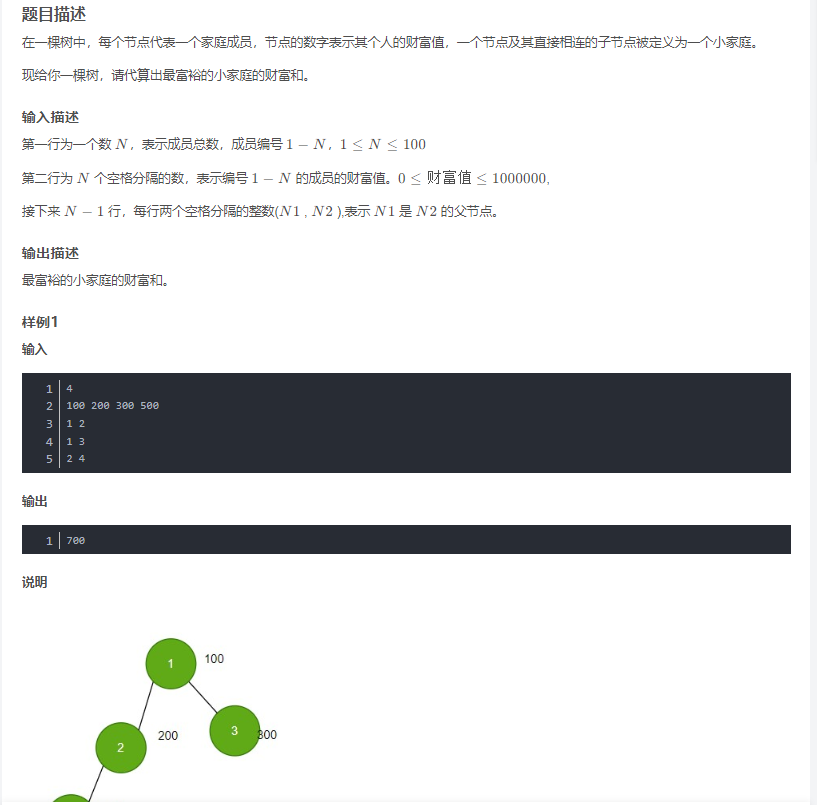 题目描述
在一棵树中，每个节点代表一个家庭成员，节点的数字表示其个人的财富值，一个节点及其直接相连的子节点被定义为一个小家庭。
现给你一棵树，请代算出最富裕的小家庭的财富和。
输入描述
第一行为一个数 N，表示成员总数，成员编号 1 − N，1 ≤ N ≤ 100
第二行为 N 个空格分隔的数，表示编号 1 − N 的成员的财富值。0 ≤ 财富值 ≤ 1000000,
接下来 N − 1 行，每行两个空格分隔的整数(N1 , N2 ),表示 N1 是 N2 的父节点。
输出描述
最富裕的小家庭的财富和。
样例1
输入
1 4
2 100 200 300 500
3 1 2
4 1 3
5 2 4
输出
1 700
说明
1 100
2 200 3 300